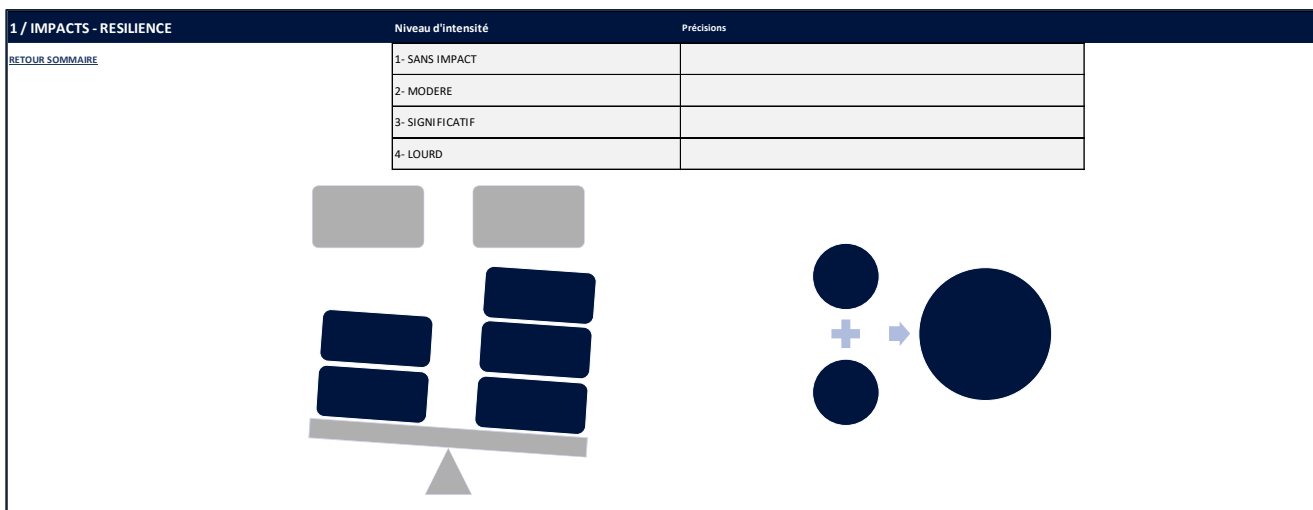 1 / IMPACTS - RESILIENCE Niveau d'intensité Précisions
RETOUR SOMMAIRE
1- SANS IMPACT
2- MODERE
3- SIGNIFICATIF
4- LOURD